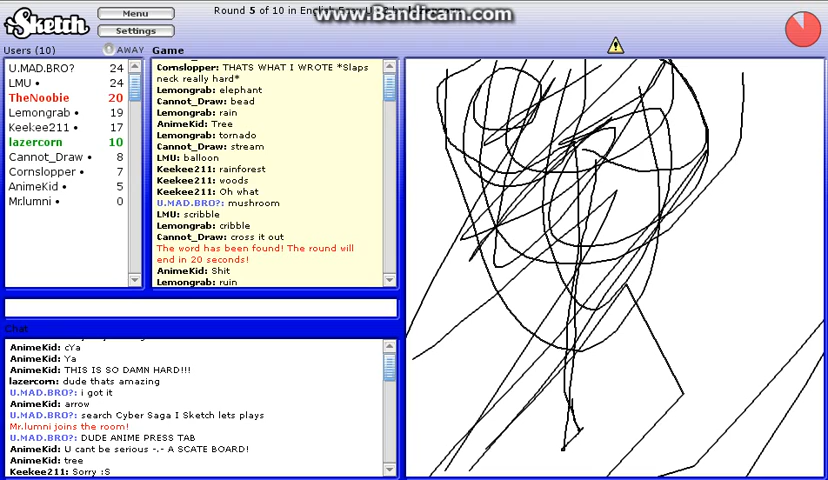 iSketch
Menu
Settings
Round 5 of 10 in English
www.Bandicam.com
Users (10)
AWAY
Game
U.MAD.BRO? 24
LMU • 24
TheNoobie 20
Lemongrab • 19
Keekee211 • 17
lazercorn 10
Cannot_Draw • 8
Cornslopper • 7
AnimeKid • 5
Mr.lumni • 0
Cornslopper: THATS WHAT I WROTE *Slaps
neck really hard*
Lemongrab: elephant
Cannot_Draw: bead
Lemongrab: rain
AnimeKid: Tree
Lemongrab: tornado
Cannot_Draw: stream
LMU: balloon
Keekee211: rainforest
Keekee211: woods
Keekee211: Oh what
U.MAD.BRO?: mushroom
LMU: scribble
Lemongrab: cribble
Cannot_Draw: cross it out
The word has been found! The round will
end in 20 seconds!
AnimeKid: Shit
Lemongrab: ruin
Chat
AnimeKid: cYa
AnimeKid: Ya
AnimeKid: THIS IS SO DAMN HARD!!!
lazercorn: dude thats amazing
U.MAD.BRO?: i got it
AnimeKid: arrow
U.MAD.BRO?: search Cyber Saga I Sketch lets plays
Mr.lumni joins the room!
U.MAD.BRO?: DUDE ANIME PRESS TAB
AnimeKid: U cant be serious -.- A SCATE BOARD!
AnimeKid: tree
Keekee211: Sorry :S